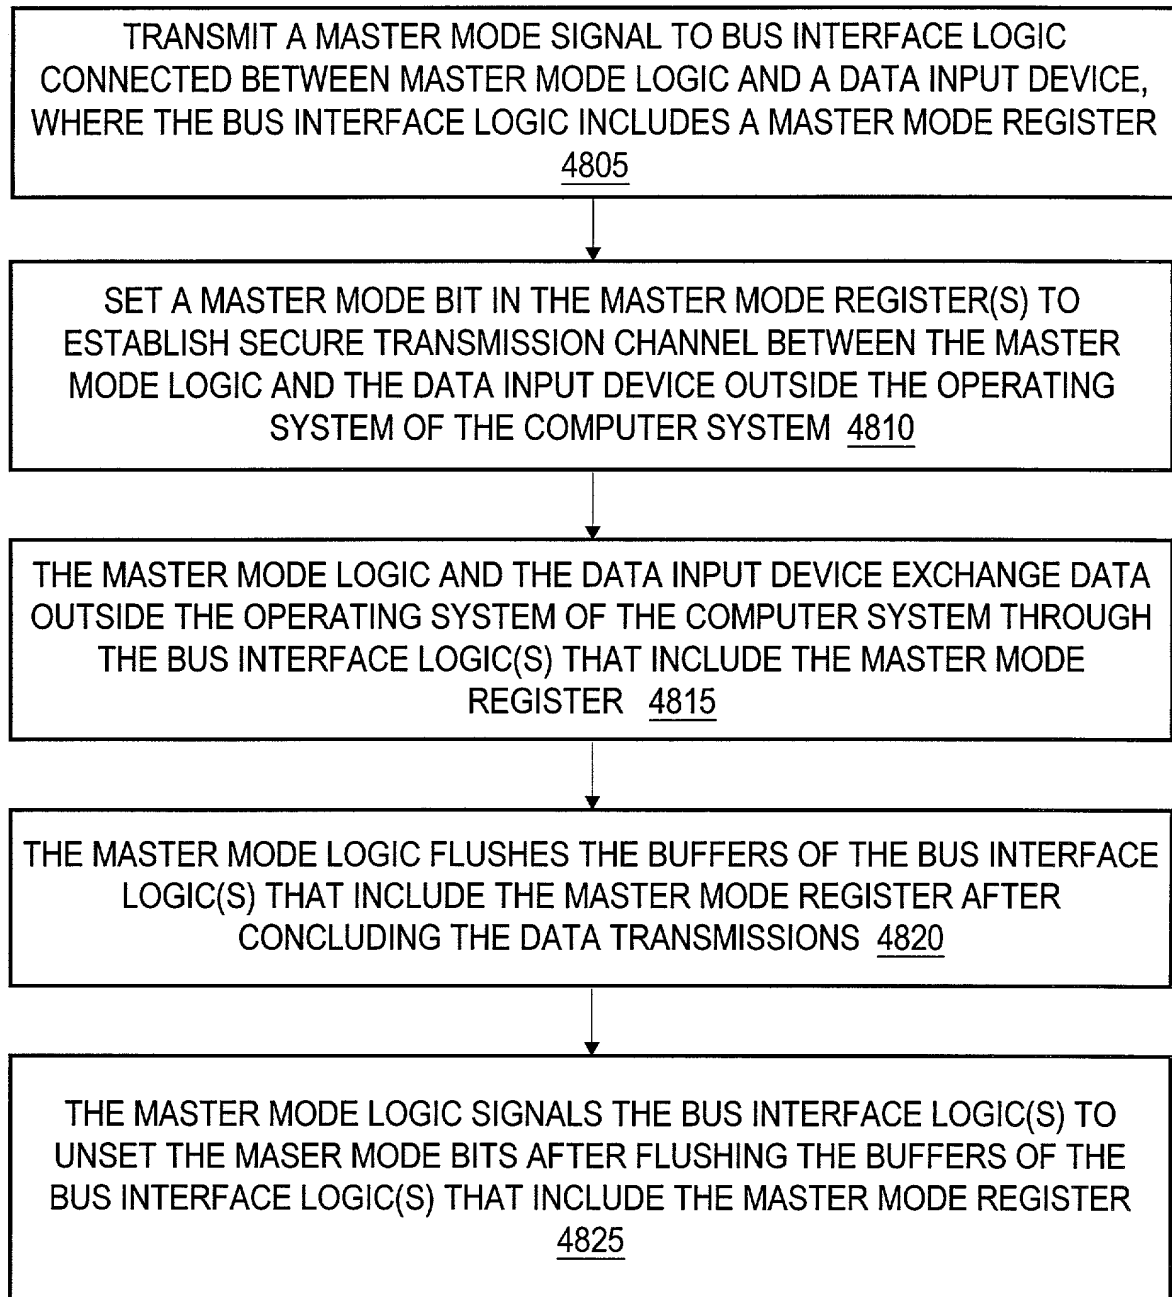 TRANSMIT A MASTER MODE SIGNAL TO BUS INTERFACE LOGIC
CONNECTED BETWEEN MASTER MODE LOGIC AND A DATA INPUT DEVICE,
WHERE THE BUS INTERFACE LOGIC INCLUDES A MASTER MODE REGISTER
4805
SET A MASTER MODE BIT IN THE MASTER MODE REGISTER(S) TO
ESTABLISH SECURE TRANSMISSION CHANNEL BETWEEN THE MASTER
MODE LOGIC AND THE DATA INPUT DEVICE OUTSIDE THE OPERATING
SYSTEM OF THE COMPUTER SYSTEM 4810
THE MASTER MODE LOGIC AND THE DATA INPUT DEVICE EXCHANGE DATA
OUTSIDE THE OPERATING SYSTEM OF THE COMPUTER SYSTEM THROUGH
THE BUS INTERFACE LOGIC(S) THAT INCLUDE THE MASTER MODE
REGISTER 4815
THE MASTER MODE LOGIC FLUSHES THE BUFFERS OF THE BUS INTERFACE
LOGIC(S) THAT INCLUDE THE MASTER MODE REGISTER AFTER
CONCLUDING THE DATA TRANSMISSIONS 4820
THE MASTER MODE LOGIC SIGNALS THE BUS INTERFACE LOGIC(S) TO
UNSET THE MASER MODE BITS AFTER FLUSHING THE BUFFERS OF THE
BUS INTERFACE LOGIC(S) THAT INCLUDE THE MASTER MODE REGISTER
4825